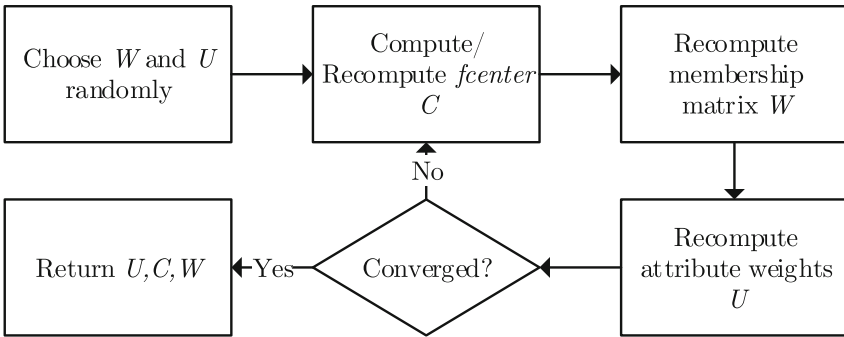 Choose W and U
randomly
Compute/
Recompute fcenter
C
Recompute
membership
matrix W
No
Return U,C,W
Yes
Converged?
Recompute
attribute weights
U